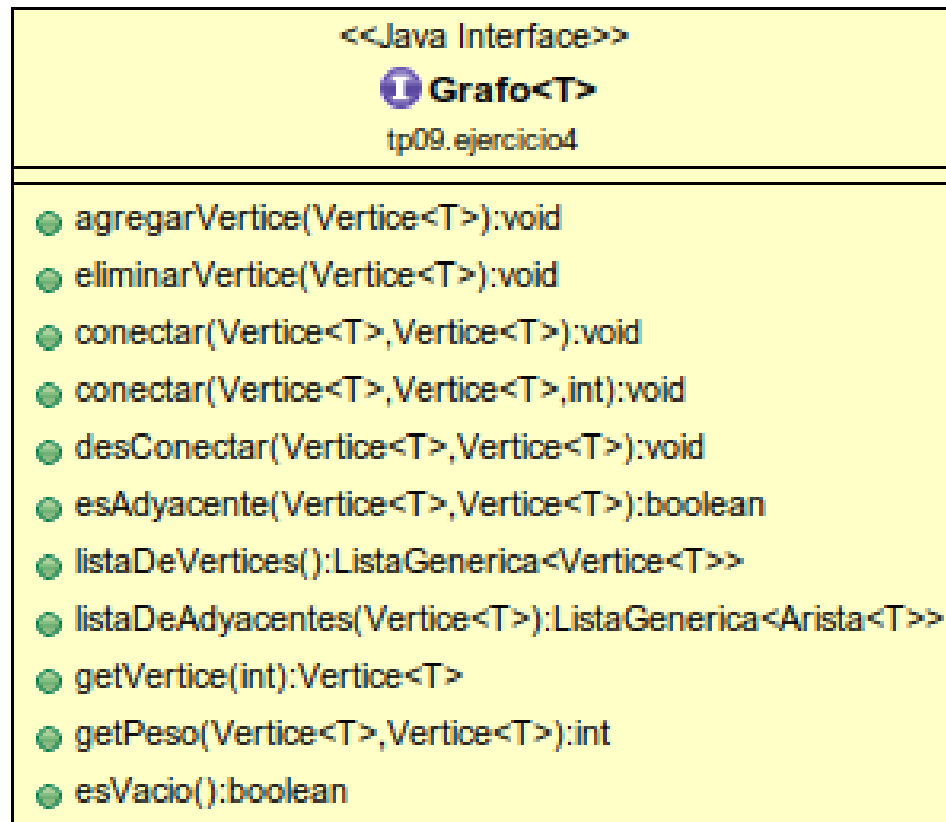 <<Java Interface>>
I Grafo<T>
tp09.ejercicio4
agregarVertice(Vertice<T>):void
eliminarVertice(Vertice<T>):void
conectar(Vertice<T>,Vertice<T>):void
conectar(Vertice<T>,Vertice<T>,int):void
desConectar(Vertice<T>,Vertice<T>):void
esAdyacente(Vertice<T>,Vertice<T>):boolean
listaDeVertices():ListaGenerica<Vertice<T>>
listaDeAdyacentes(Vertice<T>):ListaGenerica<Arista<T>>
getVertice(int):Vertice<T>
getPeso(Vertice<T>,Vertice<T>):int
esVacio():boolean